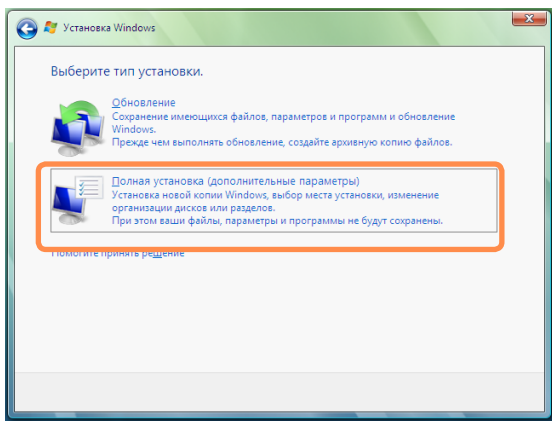 Установка Windows
Выберите тип установки.
Обновление
Сохранение имеющихся файлов, параметров и программ и обновление
Windows.
Прежде чем выполнять обновление, создайте архивную копию файлов.
Полная установка (дополнительные параметры)
Установка новой копии Windows, выбор места установки, изменение
организации дисков или разделов.
При этом ваши файлы, параметры и программы не будут сохранены.
Помогите принять решение